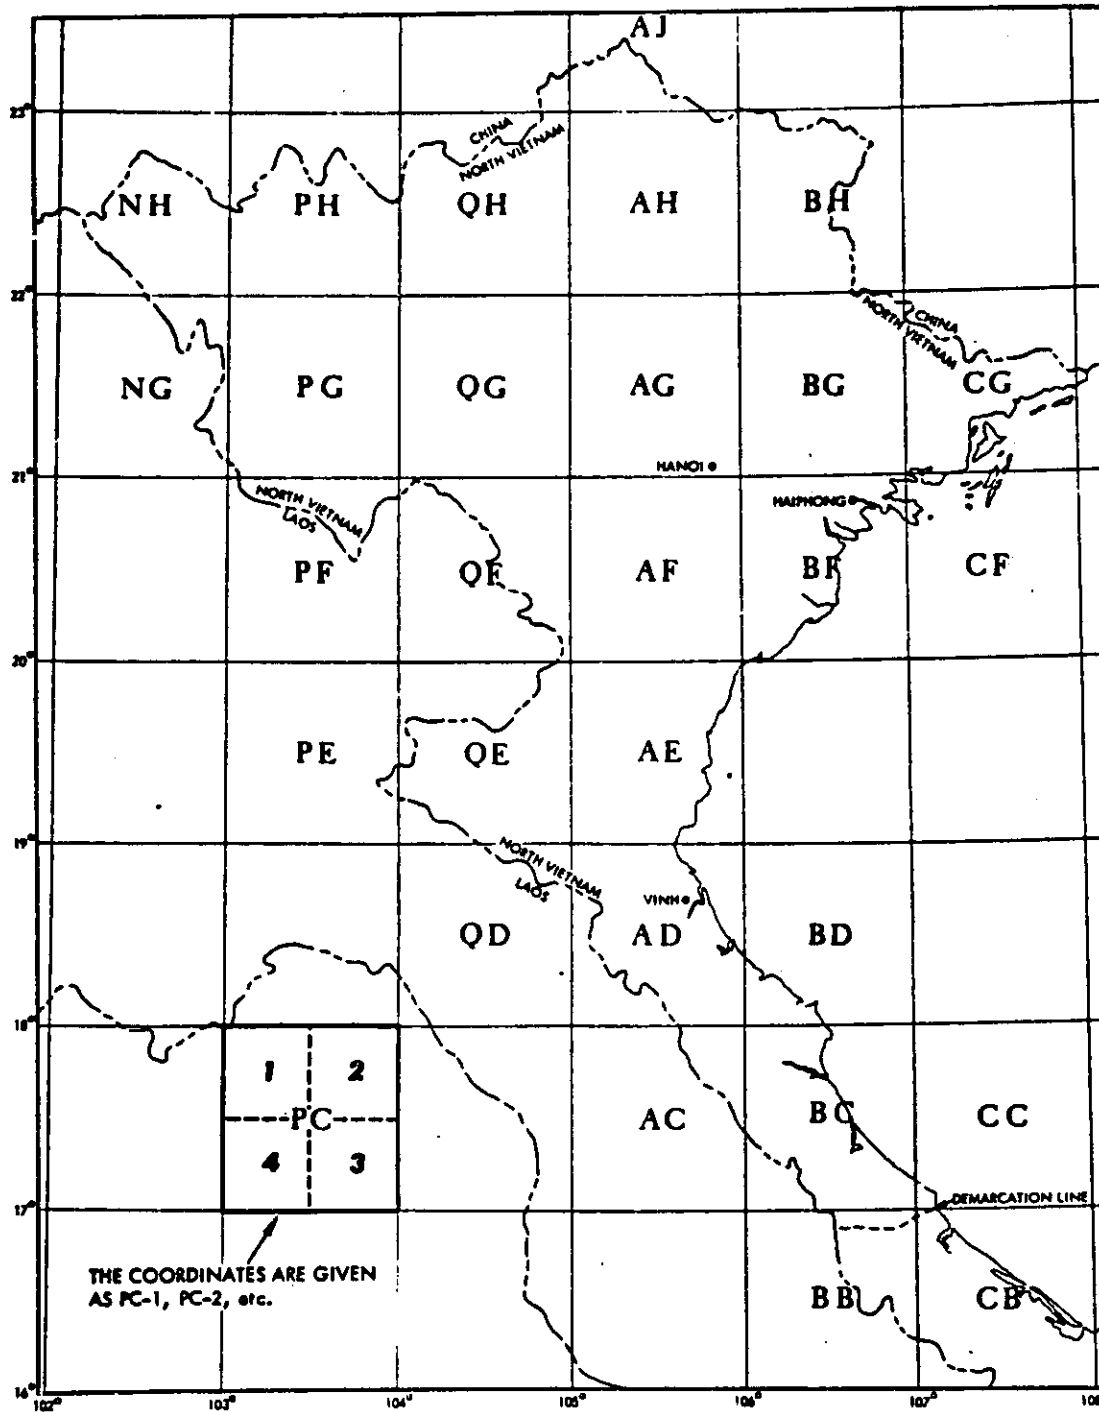 AJ
23°
CHINA
NORTH VIETNAM
NH PH QH AH BH
22°
CHINA
NORTH VIETNAM
NG PG QG AG BG CG
HANOI
21°
NORTH VIETNAM
LAOS
HAIPHONG
PF QF AF BF CF
20°
PE QE AE
19°
NORTH VIETNAM
LAOS
VINH
QD AD BD
18°
1 2
PC AC BC CC
4 3
17°
DEMARCATION LINE
THE COORDINATES ARE GIVEN
AS PC-1, PC-2, etc.
BB CB
16°
102° 103° 104° 105° 106° 107° 108